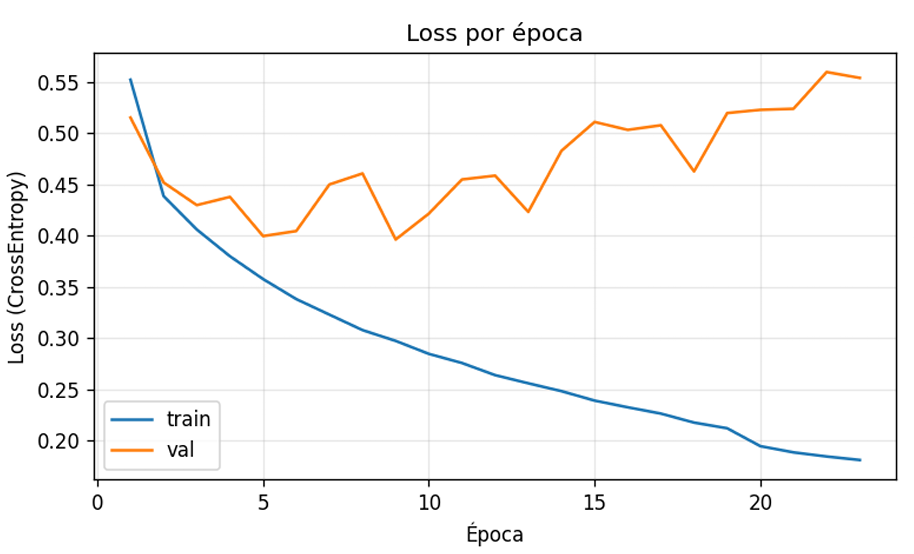 Loss por época
Loss (CrossEntropy)
0.55
0.50
0.45
0.40
0.35
0.30
0.25
0.20
train
val
0 5 10 15 20
Época